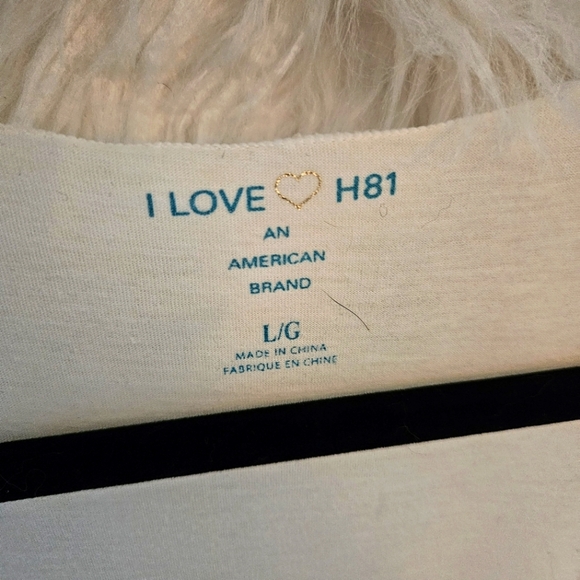 I LOVE ♡ H81
AN
AMERICAN
BRAND
L/G
MADE IN CHINA
FABRIQUE EN CHINE